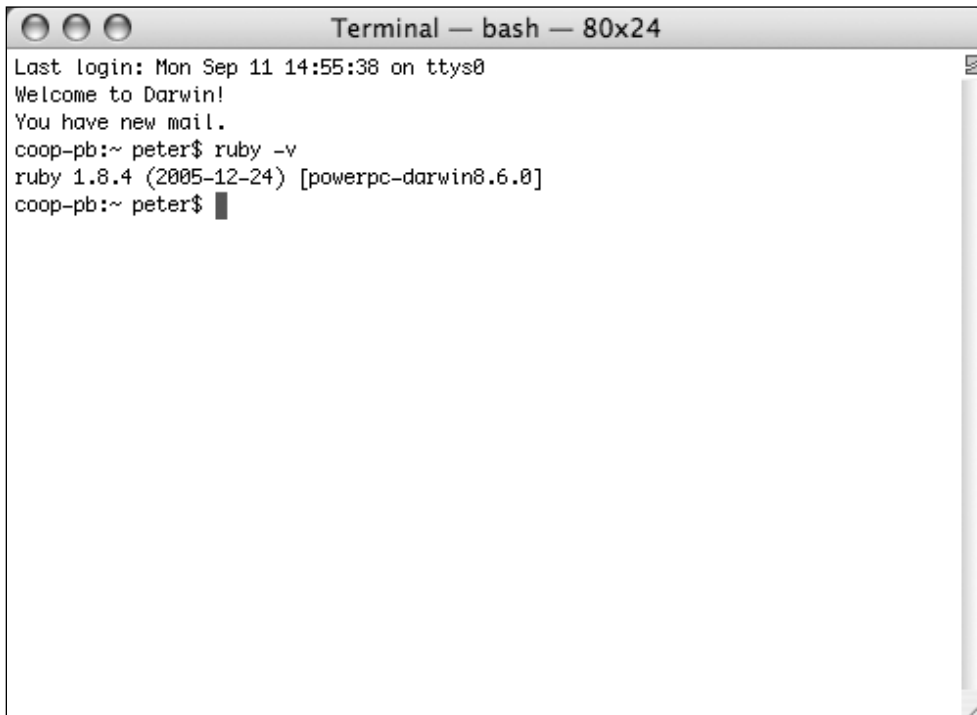 Terminal — bash — 80x24
Last login: Mon Sep 11 14:55:38 on ttys0
Welcome to Darwin!
You have new mail.
coop-pb:~ peter$ ruby -v
ruby 1.8.4 (2005-12-24) [powerpc-darwin8.6.0]
coop-pb:~ peter$